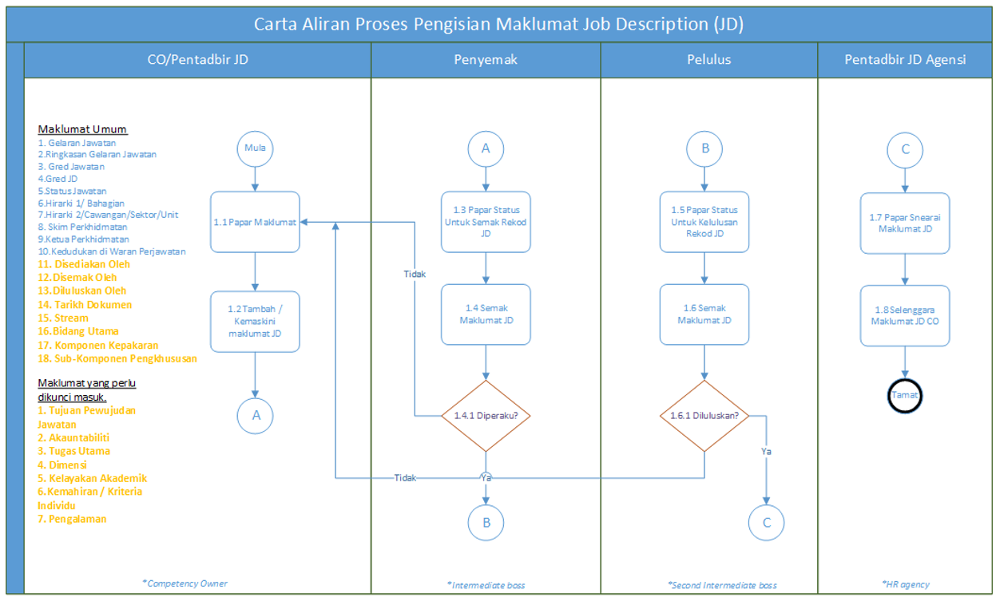 Carta Aliran Proses Pengisian Maklumat Job Description (JD)
CO/Pentadbir JD
Penyemak
Pelulus
Pentadbir JD Agensi
Maklumat Umum
1. Gelaran Jawatan
2.Ringkasan Gelaran Jawatan
3. Gred Jawatan
4.Gred JD
5.Status Jawatan
6.Hirarki 1/ Bahagian
7.Hirarki 2/Cawangan/Sektor/Unit
8. Skim Perkhidmatan
9.Ketua Perkhidmatan
10.Kedudukan di Waran Perjawatan
11. Disediakan Oleh
12.Disemak Oleh
13.Diluluskan Oleh
14. Tarikh Dokumen
15. Stream
16.Bidang Utama
17. Komponen Kepakaran
18. Sub-Komponen Pengkhususan
Maklumat yang perlu
dikunci masuk.
1. Tujuan Pewujudan
Jawatan
2. Akauntabiliti
3. Tugas Utama
4. Dimensi
5. Kelayakan Akademik
6.Kemahiran / Kriteria
Individu
7. Pengalaman
Mula
1.1 Papar Maklumat
1.2 Tambah /
Kemaskini
maklumat JD
A
*Competency Owner
A
1.3 Papar Status
Untuk Semak Rekod
JD
1.4 Semak
Maklumat JD
1.4.1 Diperaku?
Tidak
Ya
B
*Intermediate boss
B
1.5 Papar Status
Untuk Kelulusan
Rekod JD
1.6 Semak
Maklumat JD
1.6.1 Diluluskan?
Tidak
Ya
C
*Second Intermediate boss
C
1.7 Papar Snearai
Maklumat JD
1.8 Selenggara
Maklumat JD CO
Tamat
*HR agency